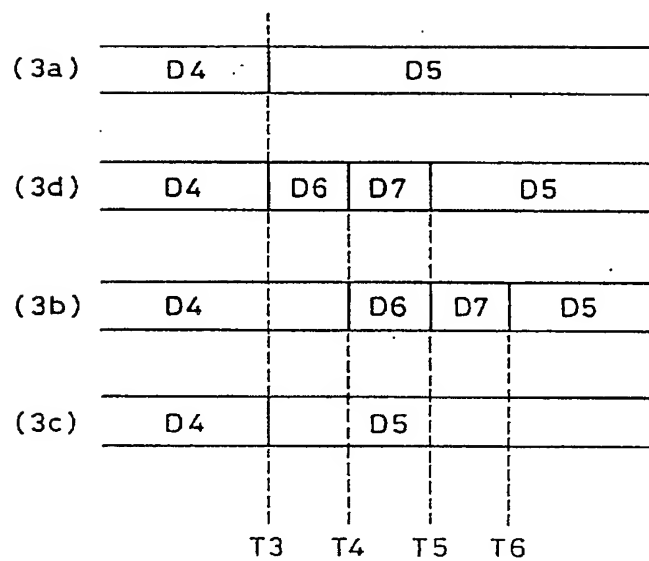 (3a) D4 D5
(3d) D4 D6 D7 D5
(3b) D4 D6 D7 D5
(3c) D4 D5
T3 T4 T5 T6